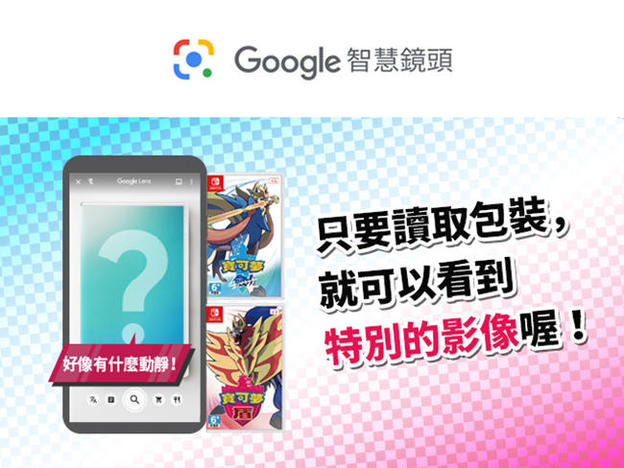 Google 智慧鏡頭
Google Lens
好像有什麼動靜！
寶可夢
劍
寶可夢
盾
只要讀取包裝，
就可以看到
特別的影像喔！